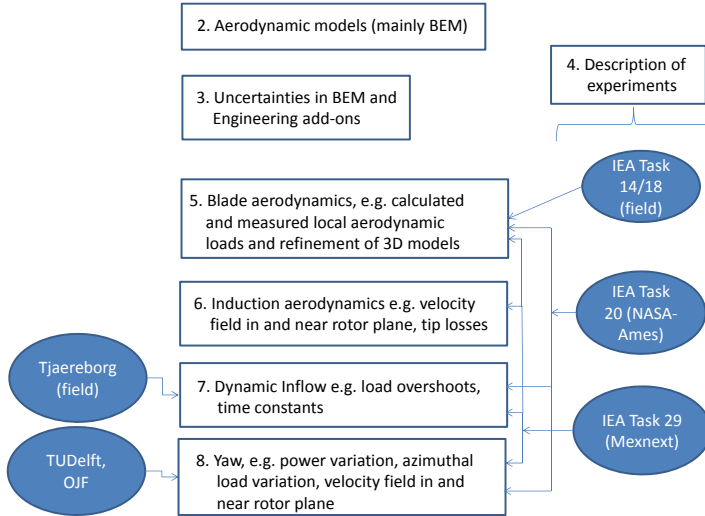 2. Aerodynamic models (mainly BEM)
4. Description of
experiments
3. Uncertainties in BEM and
Engineering add-ons
IEA Task
14/18
(field)
5. Blade aerodynamics, e.g. calculated
and measured local aerodynamic
loads and refinement of 3D models
6. Induction aerodynamics e.g. velocity
field in and near rotor plane, tip losses
IEA Task
20 (NASA-
Ames)
Tjaereborg
(field)
7. Dynamic Inflow e.g. load overshoots,
time constants
IEA Task 29
(Mexnext)
TUDelft,
OJF
8. Yaw, e.g. power variation, azimuthal
load variation, velocity field in and
near rotor plane